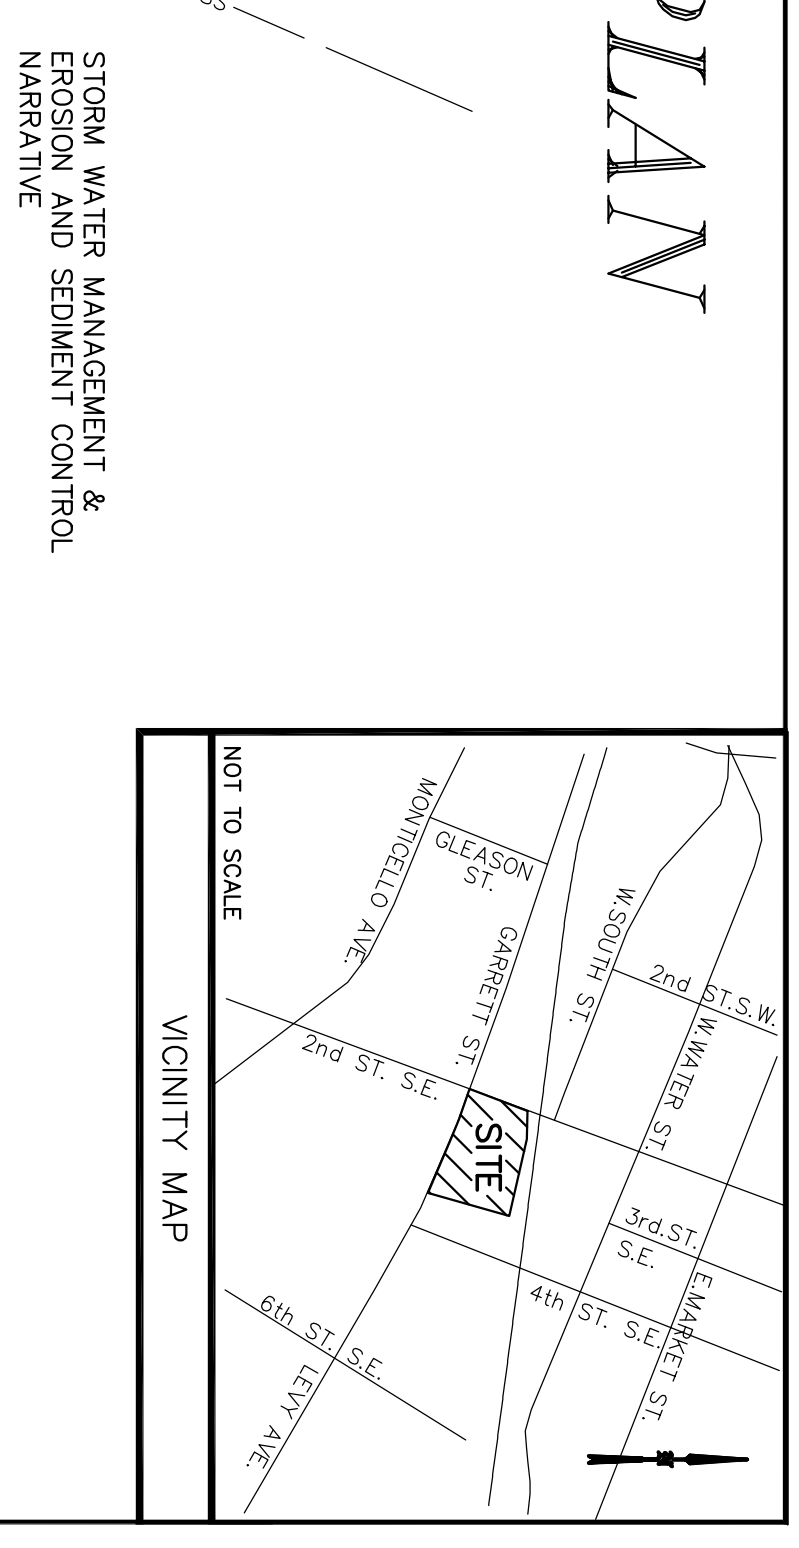 PLAN
STORM WATER MANAGEMENT &
EROSION AND SEDIMENT CONTROL
NARRATIVE
2nd ST.S.W.
W.WATER ST.
W.SOUTH ST.
3rd.ST.
S.E.
E.MARKET ST.
GLEASON
ST.
GARRETT ST.
SITE
4th ST. S.E.
MONTICELLO AVE.
2nd ST. S.E.
6th ST. S.E.
LEVY AVE.
N
NOT TO SCALE
VICINITY MAP